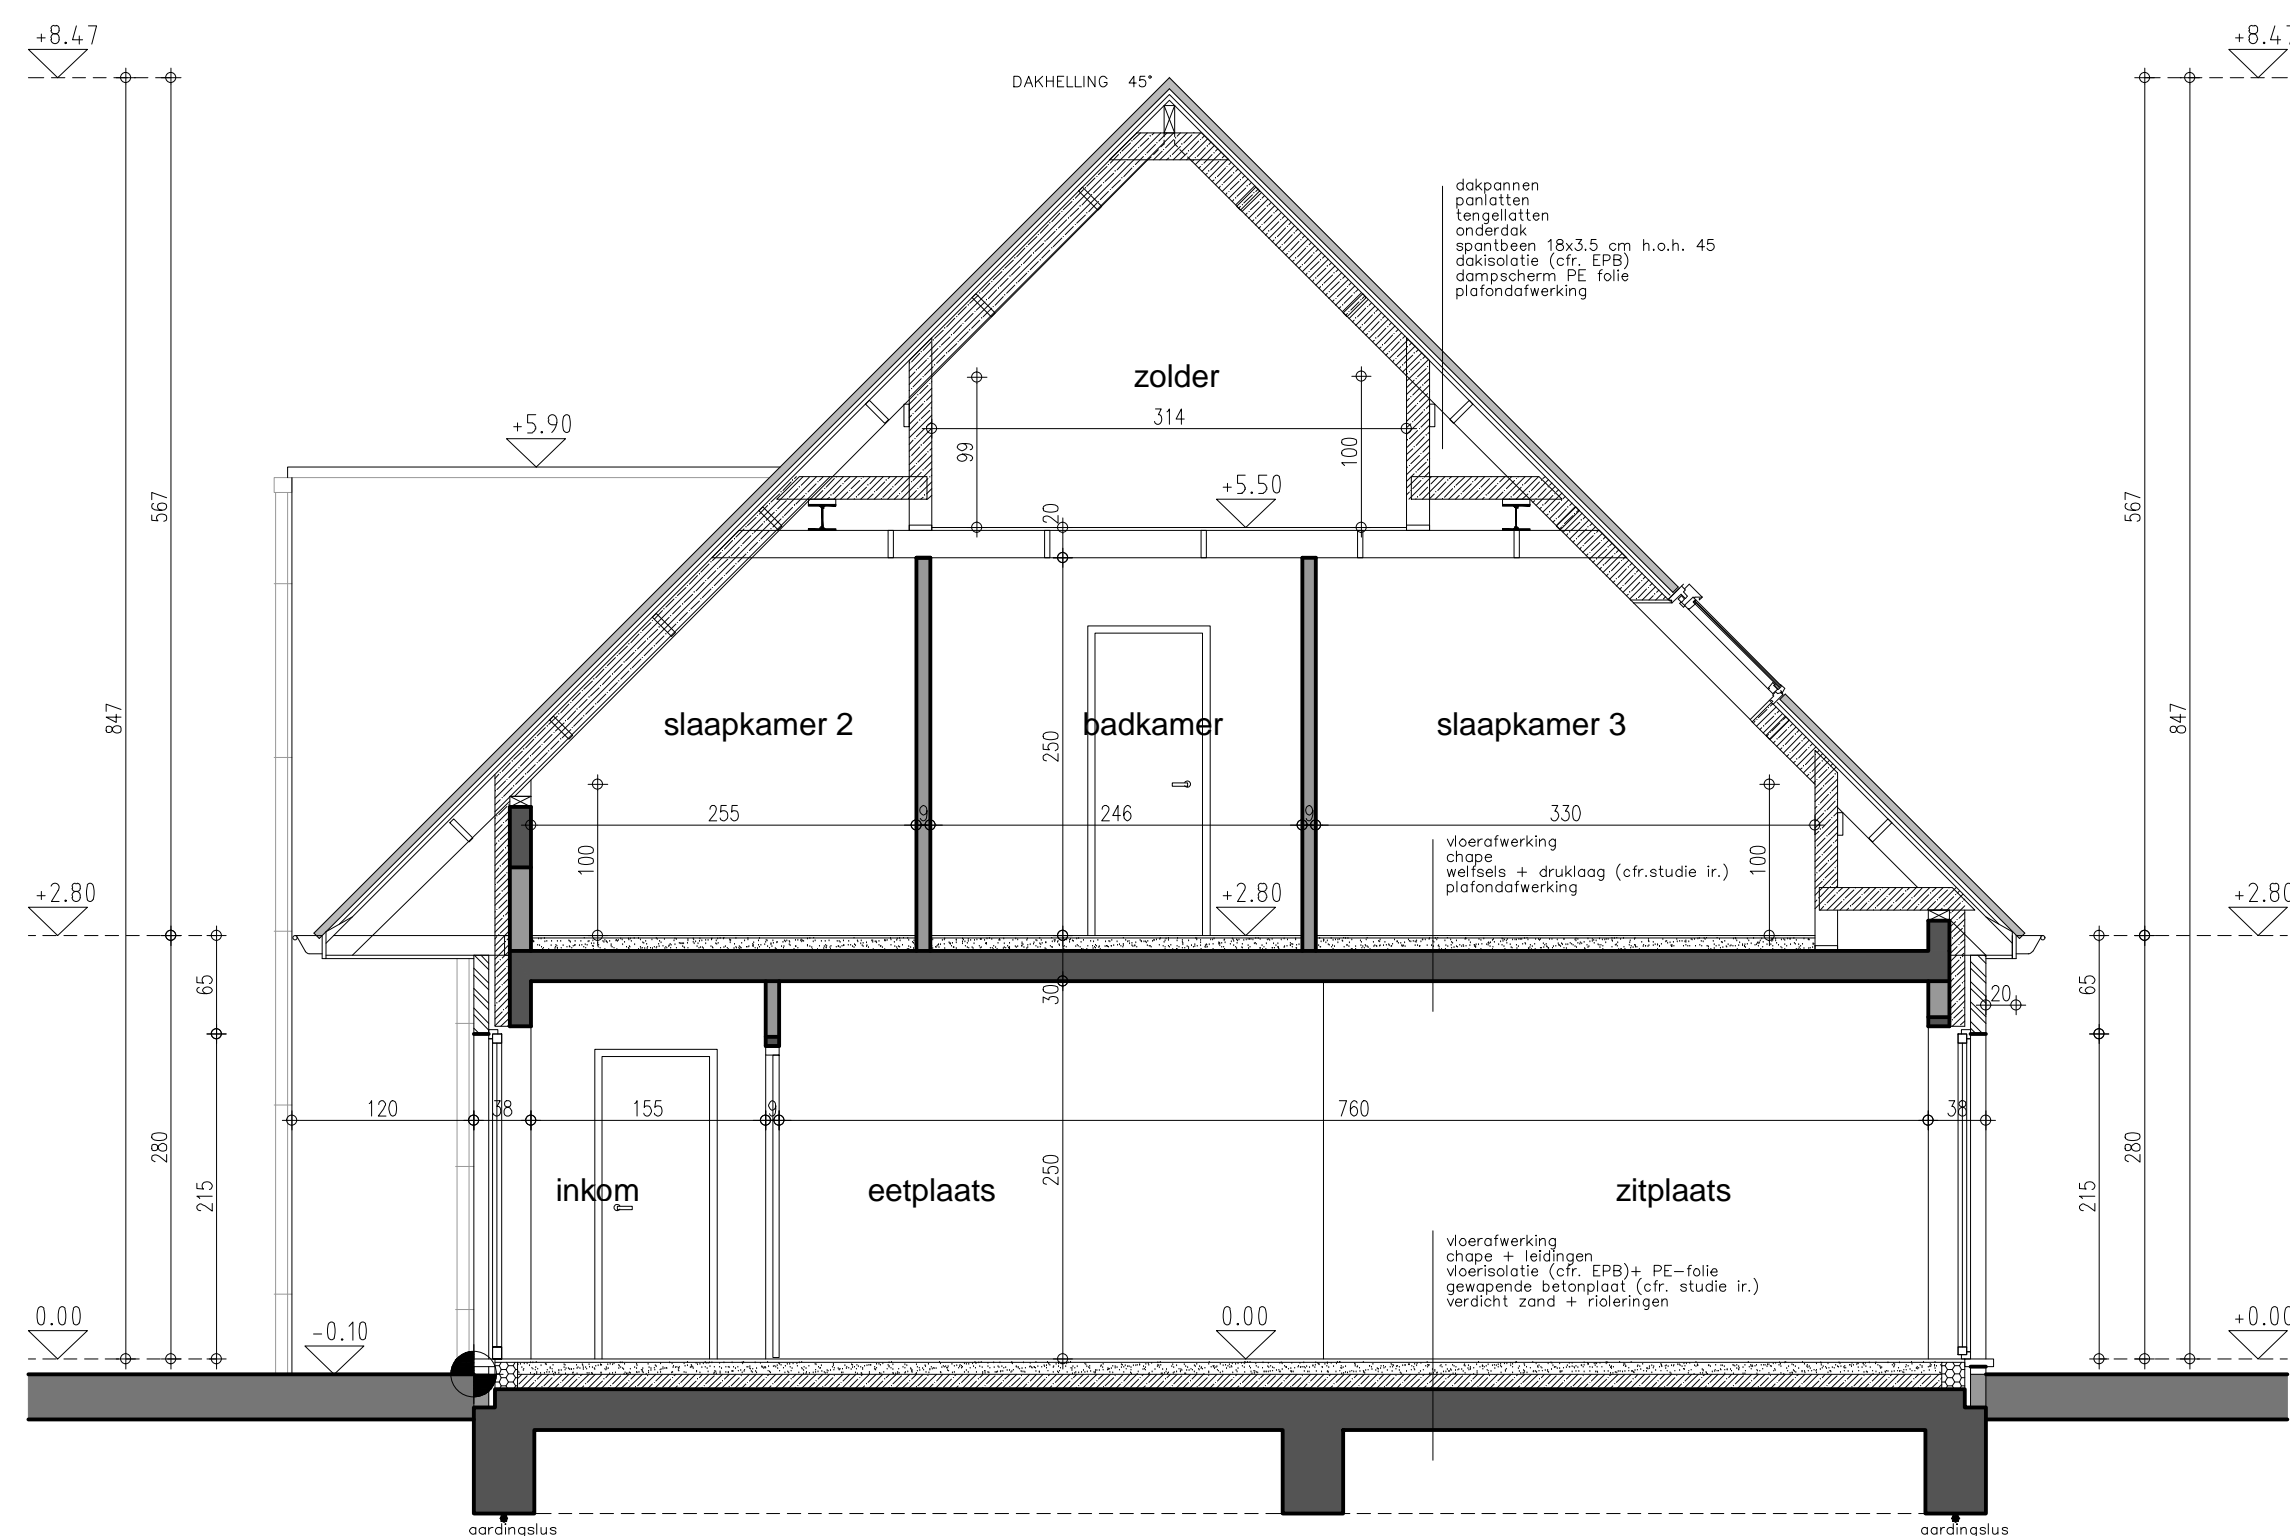 +8.47
+8.47
DAKHELLING 45°
dakpannen
panlatten
tengellatten
onderdak
spantbeen 18x3.5 cm h.o.h. 45
dakisolatie (cfr. EPB)
dampscherm PE folie
plafondafwerking
zolder
314
+5.90
99
100
+5.50
567
20
567
847
slaapkamer 2
badkamer
slaapkamer 3
250
847
255
9
246
9
330
100
100
vloerafwerking
chape
welfsels + druklaag (cfr.studie ir.)
plafondafwerking
+2.80
+2.80
+2.80
65
30
20
65
120
38
155
9
760
38
280
215
250
280
215
inkom
eetplaats
zitplaats
vloerafwerking
chape + leidingen
vloerisolatie (cfr. EPB)+ PE-folie
gewapende betonplaat (cfr. studie ir.)
verdicht zand + rioleringen
0.00
-0.10
0.00
+0.00
aardingslus
aardingslus